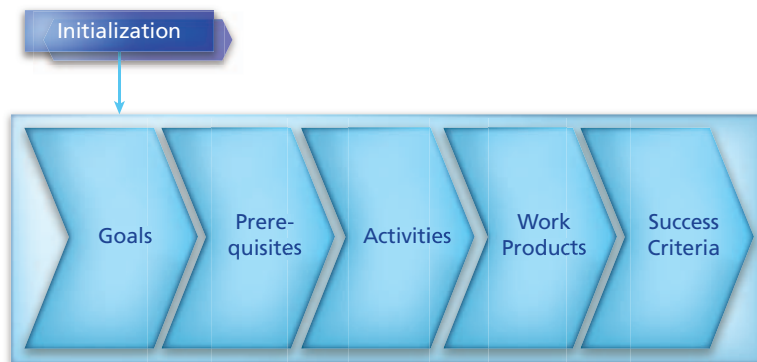 Initialization
Goals
Prere-
quisites
Activities
Work
Products
Success
Criteria